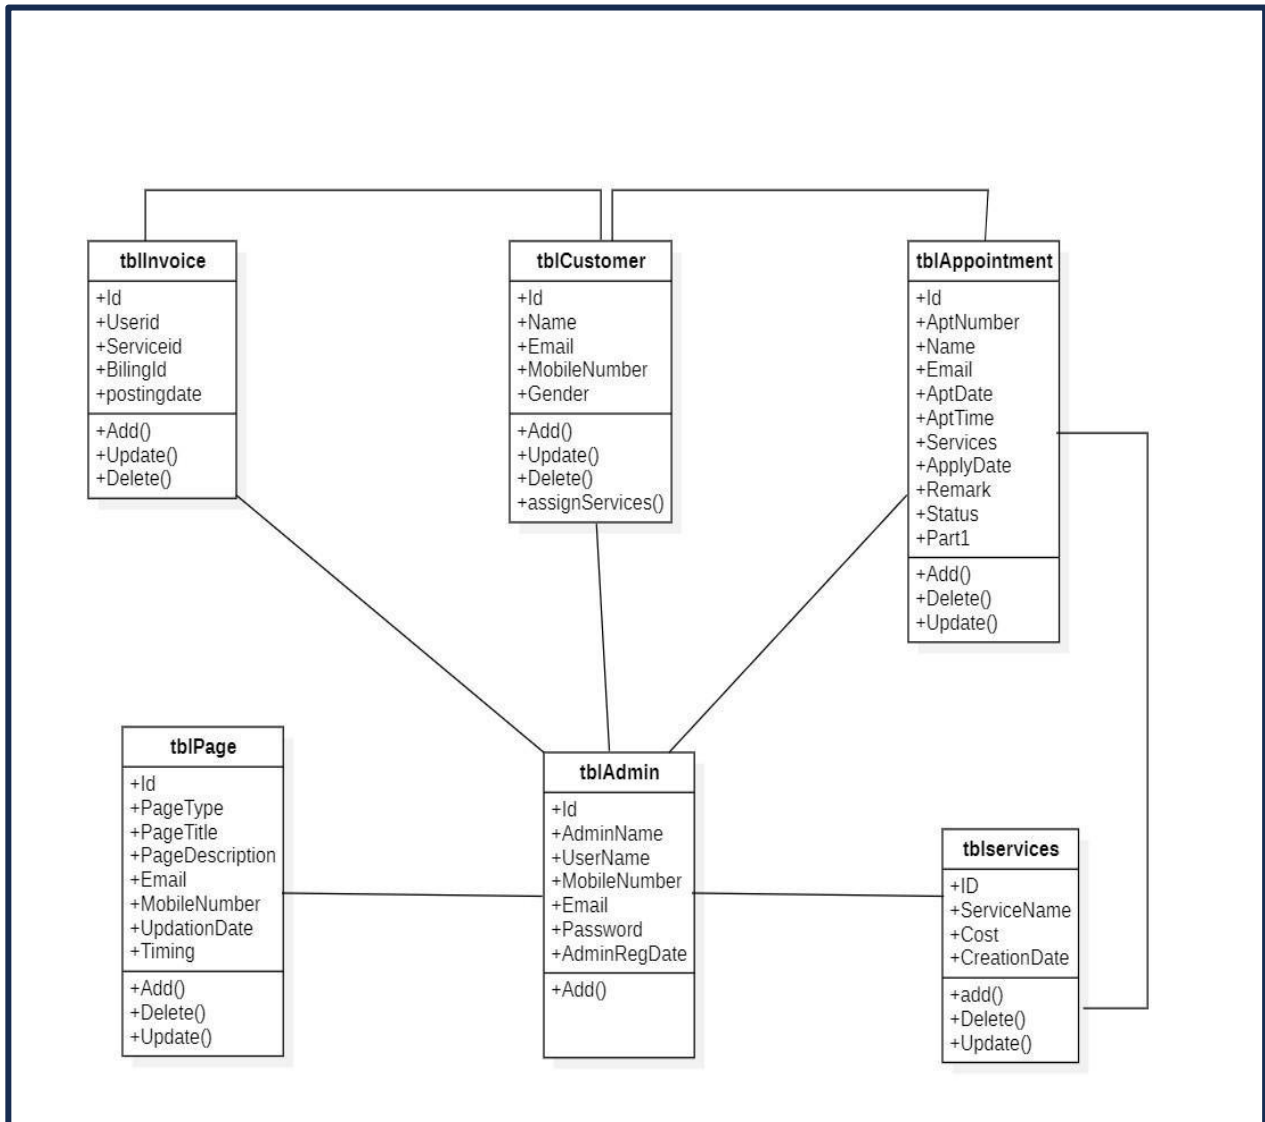 tblInvoice
+Id
+Userid
+Serviceid
+BilingId
+postingdate
+Add()
+Update()
+Delete()
tblCustomer
+Id
+Name
+Email
+MobileNumber
+Gender
+Add()
+Update()
+Delete()
+assignServices()
tblAppointment
+Id
+AptNumber
+Name
+Email
+AptDate
+AptTime
+Services
+ApplyDate
+Remark
+Status
+Part1
+Add()
+Delete()
+Update()
tblPage
+Id
+PageType
+PageTitle
+PageDescription
+Email
+MobileNumber
+UpdationDate
+Timing
+Add()
+Delete()
+Update()
tblAdmin
+Id
+AdminName
+UserName
+MobileNumber
+Email
+Password
+AdminRegDate
+Add()
tblservices
+ID
+ServiceName
+Cost
+CreationDate
+add()
+Delete()
+Update()